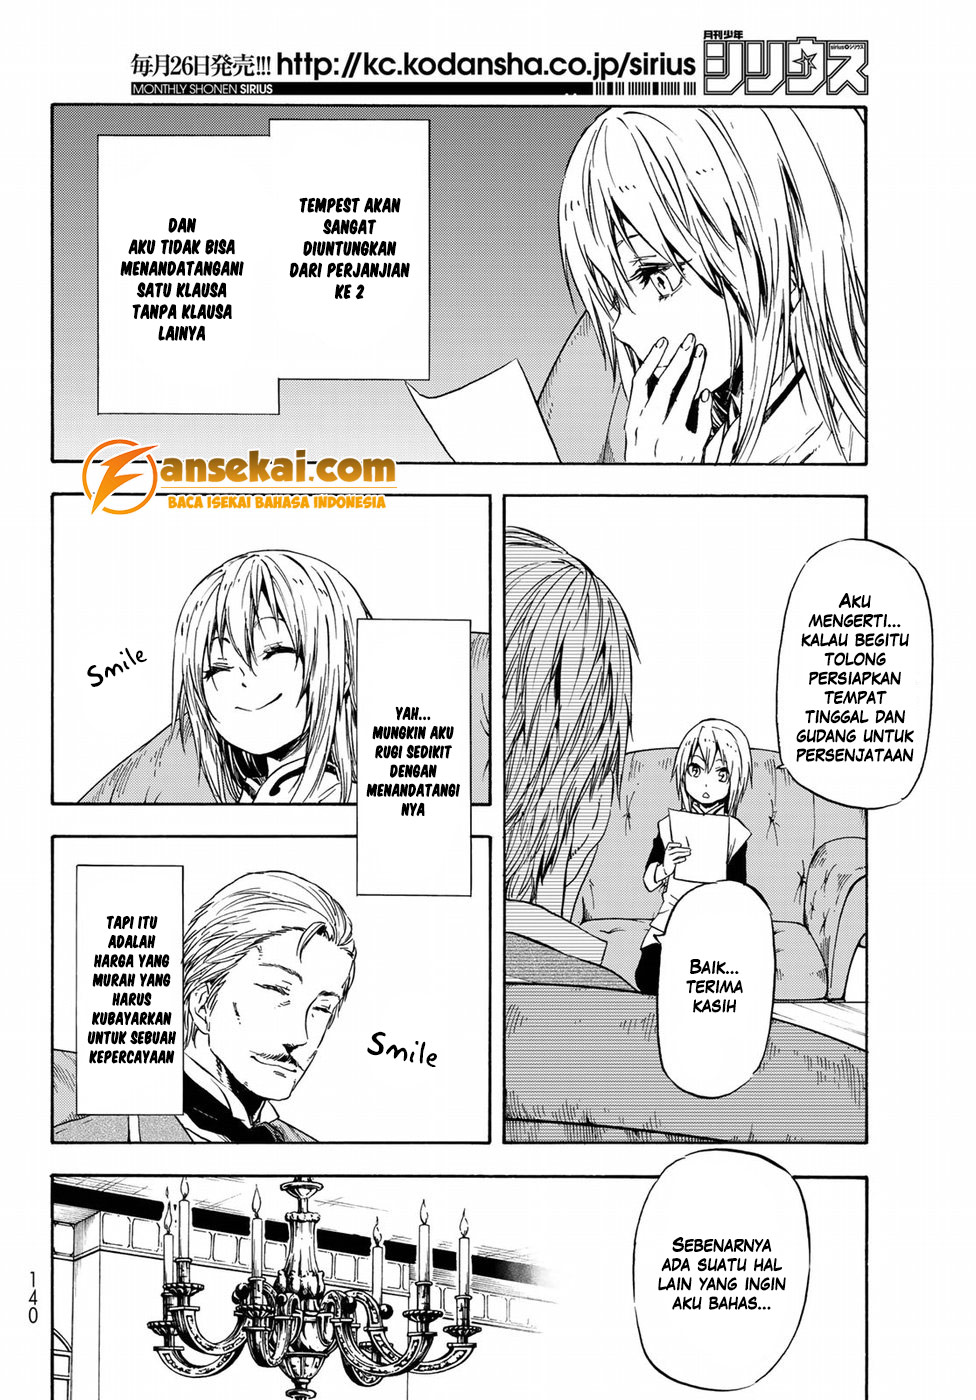 毎月26日発売!!! http://kc.kodansha.co.jp/sirius
MONTHLY SHONEN SIRIUS
月刊少年
シリウス
sirius シリウス
TEMPEST AKAN
SANGAT
DIUNTUNGKAN
DARI PERJANJIAN
KE 2
DAN
AKU TIDAK BISA
MENANDATANGANI
SATU KLAUSA
TANPA KLAUSA
LAINYA
ansekai.com
BACA ISEKAI BAHASA INDONESIA
AKU
MENGERTI...
KALAU BEGITU
TOLONG
PERSIAPKAN
TEMPAT
TINGGAL DAN
GUDANG UNTUK
PERSENJATAAN
BAIK...
TERIMA
KASIH
Smile
YAH...
MUNGKIN AKU
RUGI SEDIKIT
DENGAN
MENANDATANGI
NYA
TAPI ITU
ADALAH
HARGA YANG
MURAH YANG
HARUS
KUBAYARKAN
UNTUK SEBUAH
KEPERCAYAAN
Smile
SEBENARNYA
ADA SUATU HAL
LAIN YANG INGIN
AKU BAHAS...
140